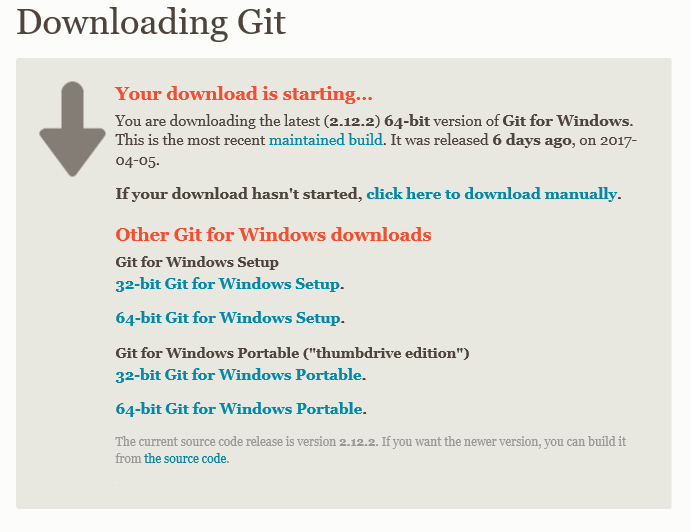 Downloading Git
Your download is starting...
You are downloading the latest (2.12.2) 64-bit version of Git for Windows.
This is the most recent maintained build. It was released 6 days ago, on 2017-
04-05.
If your download hasn't started, click here to download manually.
Other Git for Windows downloads
Git for Windows Setup
32-bit Git for Windows Setup.
64-bit Git for Windows Setup.
Git for Windows Portable ("thumbdrive edition")
32-bit Git for Windows Portable.
64-bit Git for Windows Portable.
The current source code release is version 2.12.2. If you want the newer version, you can build it
from the source code.